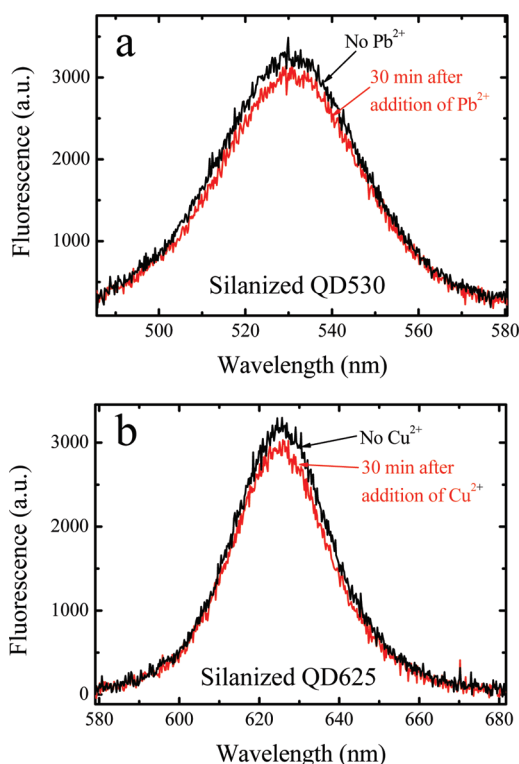 a
No Pb²⁺
30 min after
addition of Pb²⁺
Fluorescence (a.u.)
3000
2000
1000
Silanized QD530
500
520
540
560
580
Wavelength (nm)
b
No Cu²⁺
30 min after
addition of Cu²⁺
Fluorescence (a.u.)
3000
2000
1000
0
Silanized QD625
580
600
620
640
660
680
Wavelength (nm)